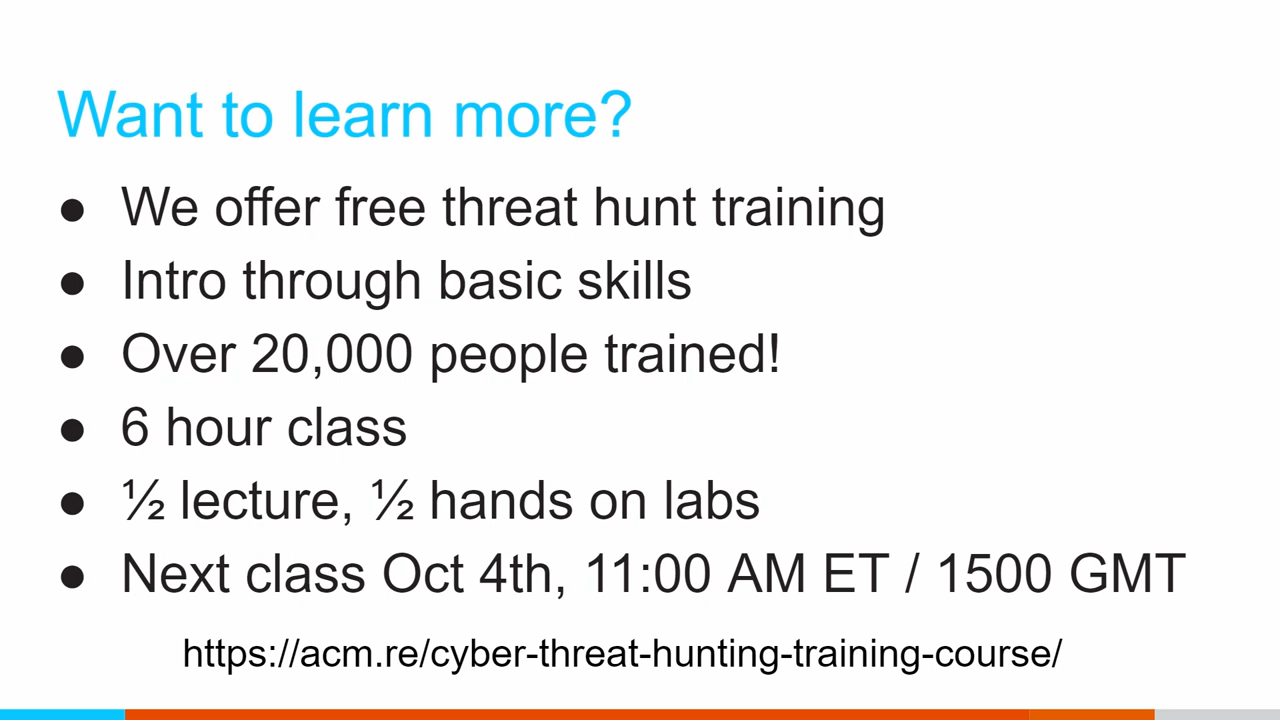 Want to learn more?
● We offer free threat hunt training
● Intro through basic skills
● Over 20,000 people trained!
● 6 hour class
● ½ lecture, ½ hands on labs
● Next class Oct 4th, 11:00 AM ET / 1500 GMT
https://acm.re/cyber-threat-hunting-training-course/